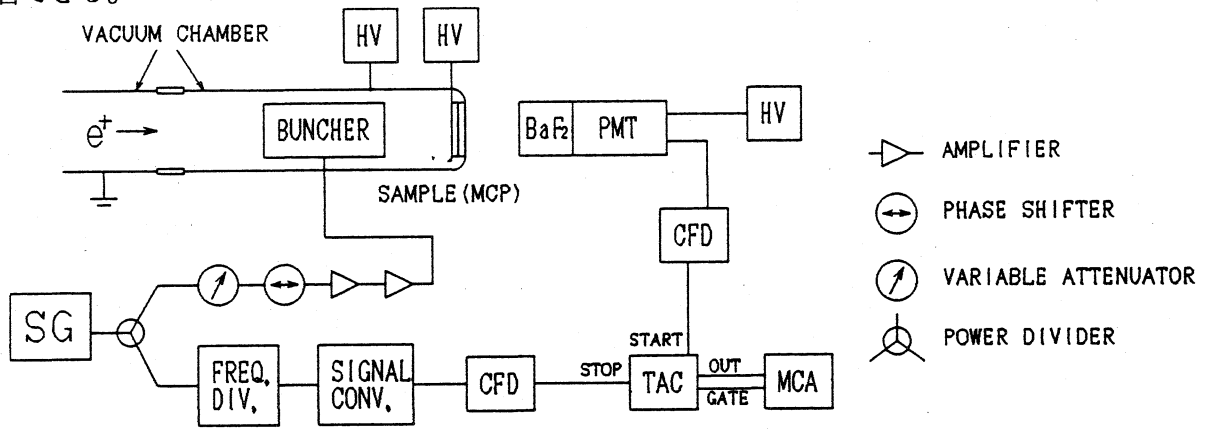 VACUUM CHAMBER
HV
HV
e⁺
BUNCHER
BaF₂
PMT
HV
SAMPLE (MCP)
CFD
SG
FREQ. DIV.
SIGNAL CONV.
CFD
START
STOP
TAC
OUT
GATE
MCA
AMPLIFIER
PHASE SHIFTER
VARIABLE ATTENUATOR
POWER DIVIDER